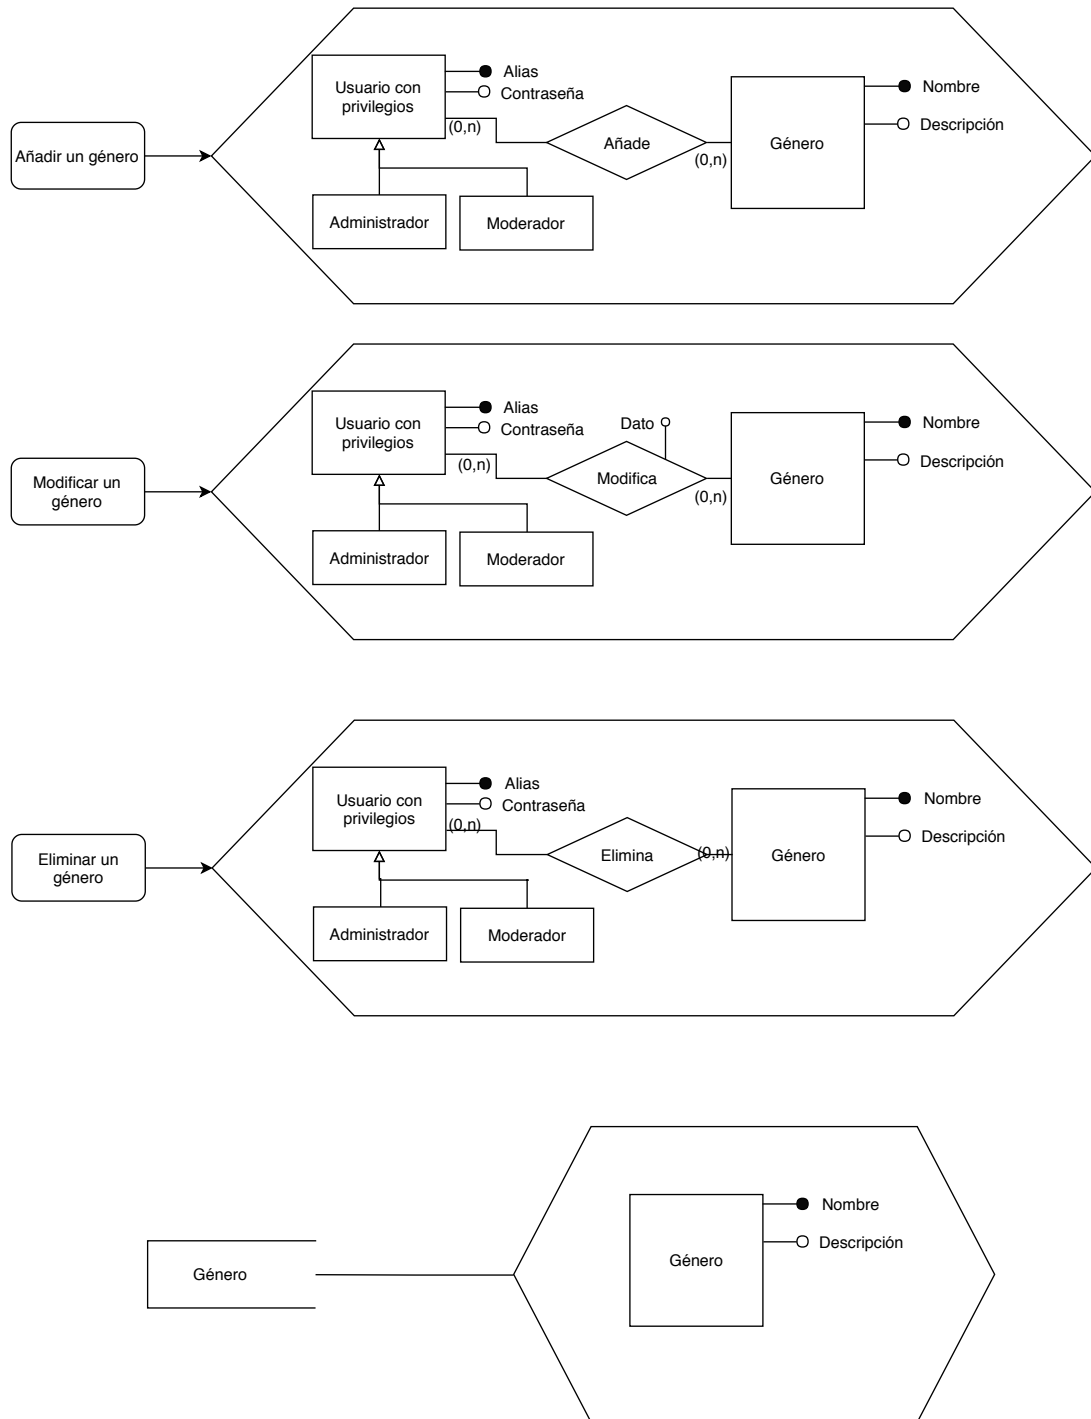 Añadir un género
Usuario con
privilegios
Alias
Contraseña
(0,n)
Añade
(0,n)
Género
Nombre
Descripción
Administrador
Moderador
Modificar un
género
Usuario con
privilegios
Alias
Contraseña
(0,n)
Dato
Modifica
(0,n)
Género
Nombre
Descripción
Administrador
Moderador
Eliminar un
género
Usuario con
privilegios
Alias
Contraseña
(0,n)
Elimina
(0,n)
Género
Nombre
Descripción
Administrador
Moderador
Género
Género
Nombre
Descripción